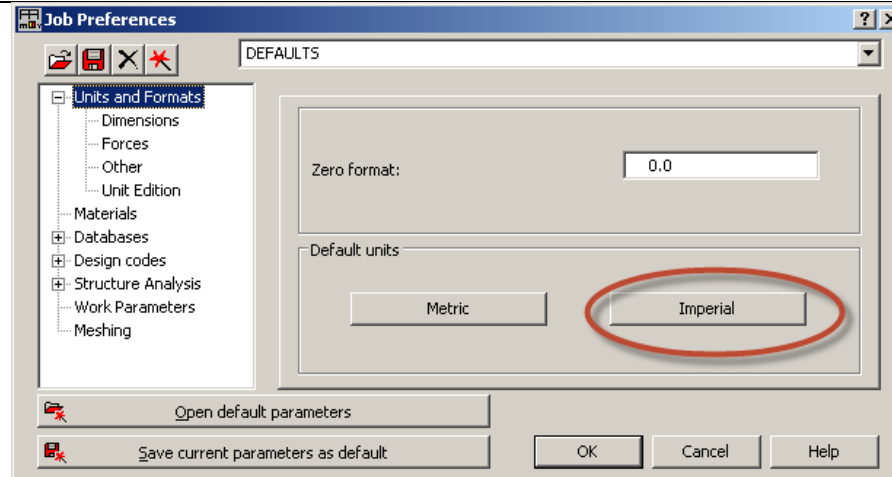 Job Preferences
DEFAULTS
Units and Formats
Dimensions
Forces
Other
Unit Edition
Materials
Databases
Design codes
Structure Analysis
Work Parameters
Meshing
Zero format:
0.0
Default units
Metric
Imperial
Open default parameters
Save current parameters as default
OK
Cancel
Help